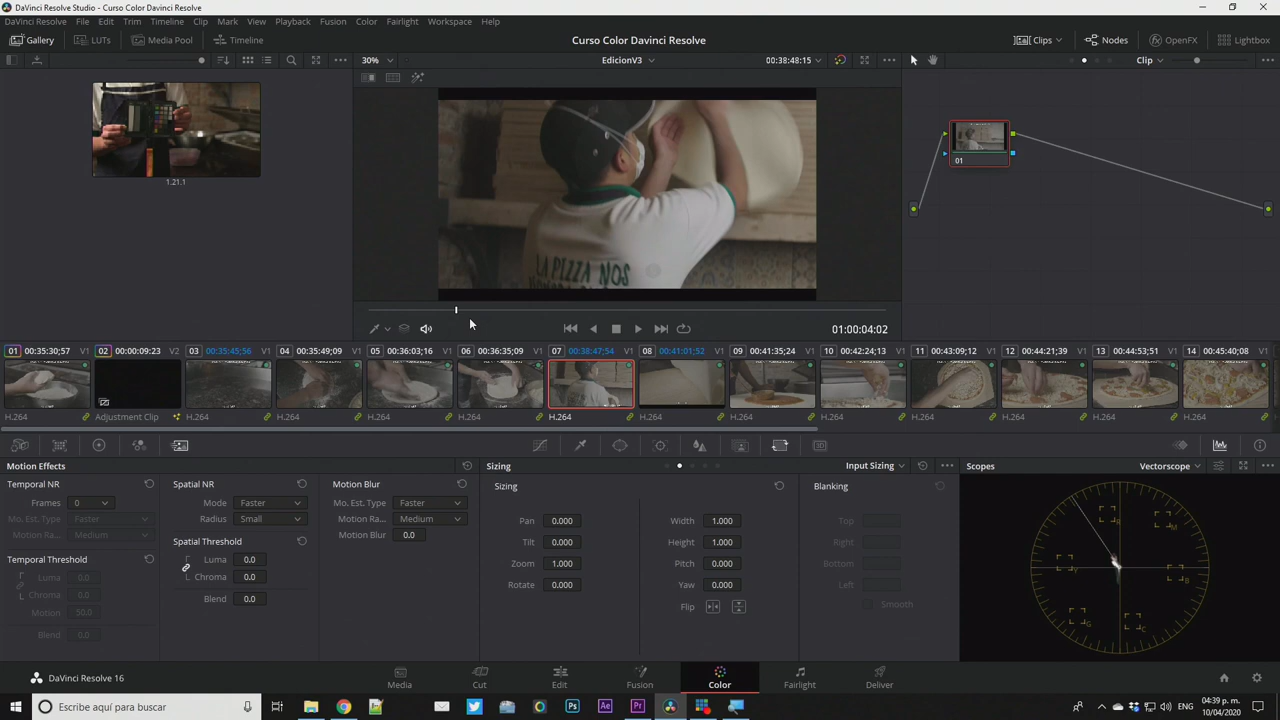 DaVinci Resolve Studio - Curso Color Davinci Resolve
DaVinci Resolve File Edit Trim Timeline Clip Mark View Playback Fusion Color Fairlight Workspace Help
Gallery LUTs Media Pool Timeline Curso Color Davinci Resolve Clips Nodes OpenFX Lightbox
30% EdicionV3 00:38:48:15 Clip
1.21.1
01
LA PIZZA NOS
01:00:04:02
01 00:35:30;57 V1 02 00:00:09:23 V2 03 00:35:45;56 V1 04 00:35:49;09 V1 05 00:36:03;16 V1 06 00:36:35;09 V1 07 00:38:47;54 V1 08 00:41:01;52 V1 09 00:41:35;24 V1 10 00:42:24;13 V1 11 00:43:09;12 V1 12 00:44:21;39 V1 13 00:44:53;51 V1 14 00:45:40;08 V1
H.264 Adjustment Clip H.264 H.264 H.264 H.264 H.264 H.264 H.264 H.264 H.264 H.264 H.264 H.264
Motion Effects Sizing Input Sizing Scopes Vectorscope
Temporal NR Spatial NR Motion Blur Sizing Blanking
Frames 0 Mode Faster Mo. Est. Type Faster
Mo. Est. Type Faster Radius Small Motion Ra... Medium Pan 0.000 Width 1.000 Top
Motion Ra... Medium Motion Blur 0.0 Tilt 0.000 Height 1.000 Right
Temporal Threshold Spatial Threshold Zoom 1.000 Pitch 0.000 Bottom
Luma 0.0 Luma 0.0 Rotate 0.000 Yaw 0.000 Left
Chroma 0.0 Chroma 0.0 Flip Smooth
Motion 50.0 Blend 0.0
Blend 0.0
R M Y B G C
DaVinci Resolve 16 Media Cut Edit Fusion Color Fairlight Deliver
Escribe aquí para buscar Ps Ae Pr ENG 04:39 p. m.
10/04/2020